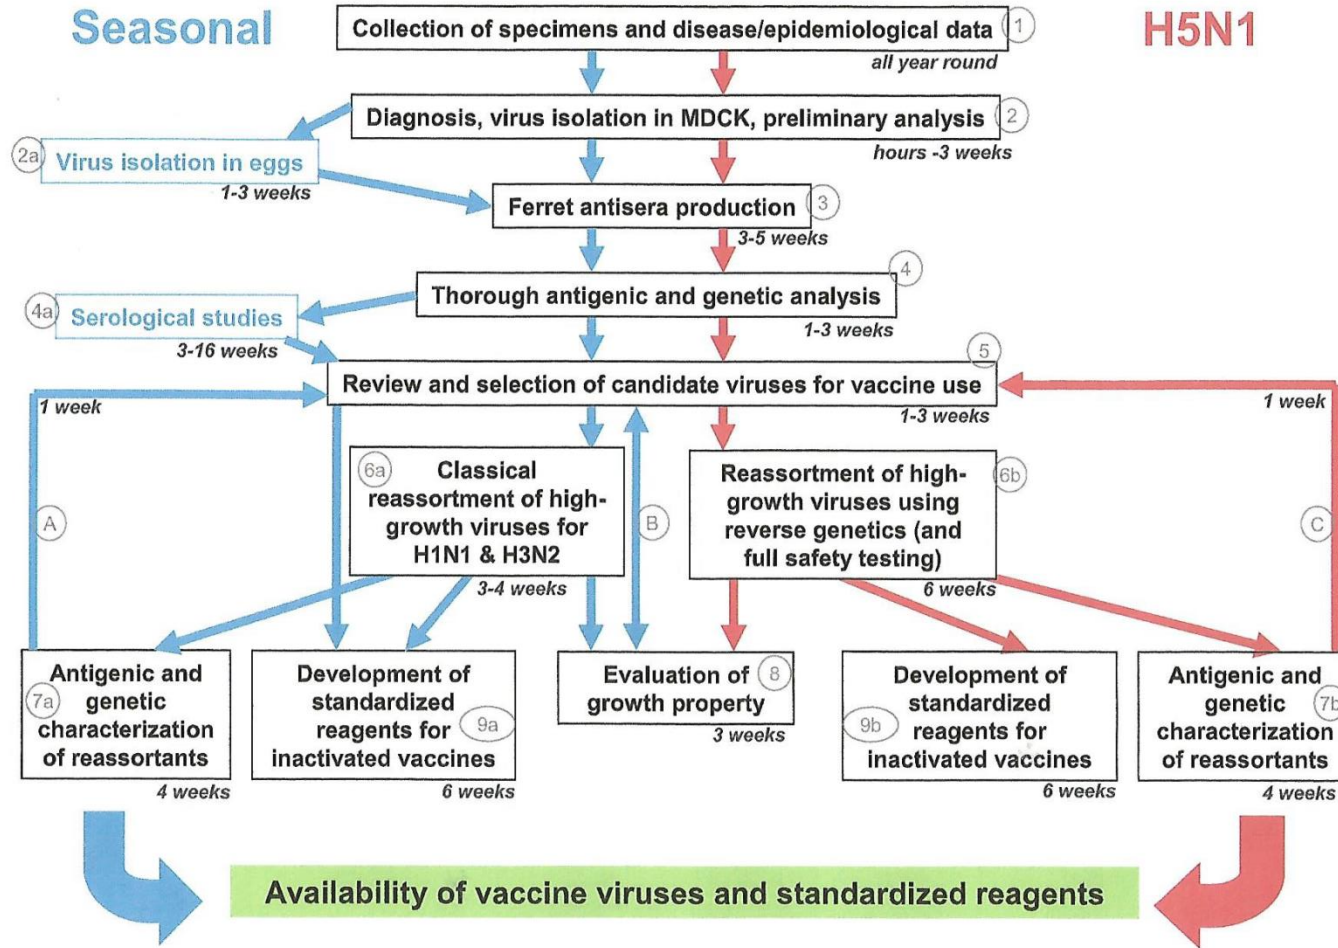 Seasonal
H5N1
Collection of specimens and disease/epidemiological data
1
all year round
Diagnosis, virus isolation in MDCK, preliminary analysis
2
hours -3 weeks
2a
Virus isolation in eggs
1-3 weeks
Ferret antisera production
3
3-5 weeks
4
Thorough antigenic and genetic analysis
1-3 weeks
4a
Serological studies
3-16 weeks
5
Review and selection of candidate viruses for vaccine use
1-3 weeks
1 week
1 week
A
B
C
6a
Classical
reassortment of high-
growth viruses for
H1N1 & H3N2
3-4 weeks
6b
Reassortment of high-
growth viruses using
reverse genetics (and
full safety testing)
6 weeks
7a
Antigenic and
genetic
characterization
of reassortants
4 weeks
Development of
standardized
reagents for
inactivated vaccines
9a
6 weeks
Evaluation of
growth property
8
3 weeks
Development of
standardized
reagents for
inactivated vaccines
9b
6 weeks
Antigenic and
genetic
characterization
of reassortants
7b
4 weeks
Availability of vaccine viruses and standardized reagents